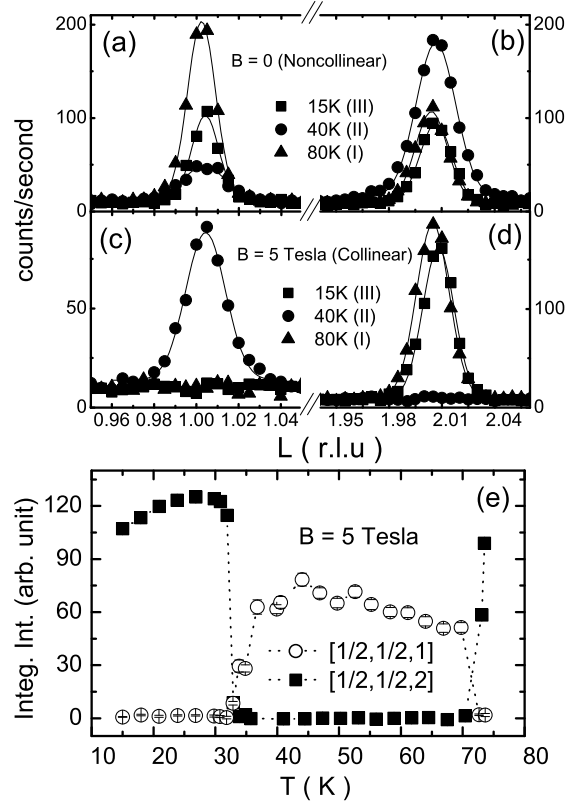 200
100
0
(a)
(b)
B = 0 (Noncollinear)
15K (III)
40K (II)
80K (I)
200
100
0
counts/second
50
0
(c)
(d)
B = 5 Tesla (Collinear)
15K (III)
40K (II)
80K (I)
100
0
0.96 0.98 1.00 1.02 1.04 1.95 1.98 2.01 2.04
L ( r.l.u )
Integ. Int. (arb. unit)
120
90
60
30
0
(e)
B = 5 Tesla
[1/2,1/2,1]
[1/2,1/2,2]
10 20 30 40 50 60 70 80
T ( K )